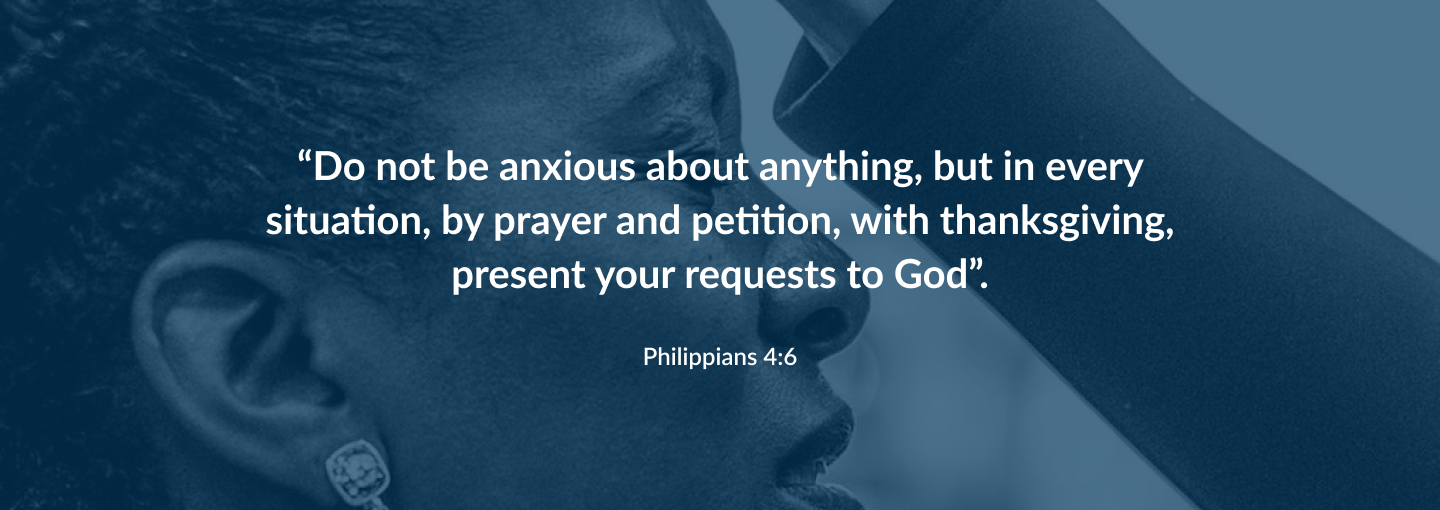 “Do not be anxious about anything, but in every
situation, by prayer and petition, with thanksgiving,
present your requests to God”.
Philippians 4:6